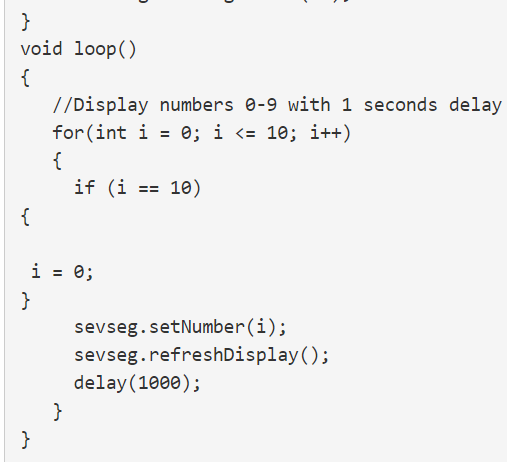 }
void loop()
{
//Display numbers 0-9 with 1 seconds delay
for(int i = 0; i <= 10; i++)
{
if (i == 10)
{
i = 0;
}
sevseg.setNumber(i);
sevseg.refreshDisplay();
delay(1000);
}
}